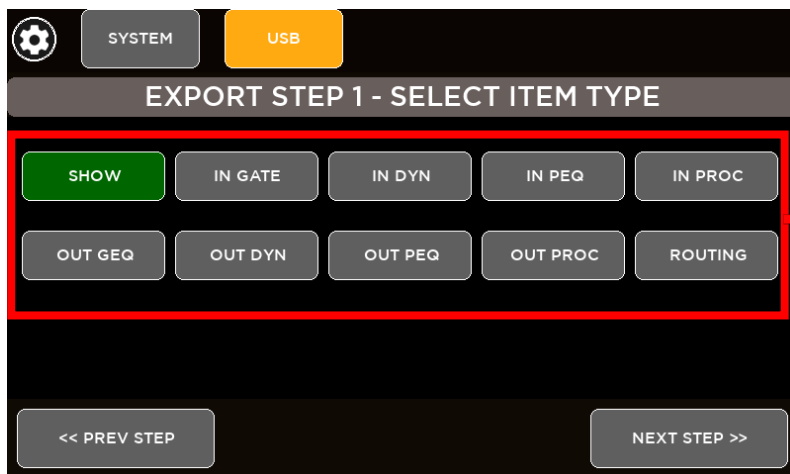 SYSTEM USB
EXPORT STEP 1 - SELECT ITEM TYPE
SHOW IN GATE IN DYN IN PEQ IN PROC
OUT GEQ OUT DYN OUT PEQ OUT PROC ROUTING
<< PREV STEP NEXT STEP >>